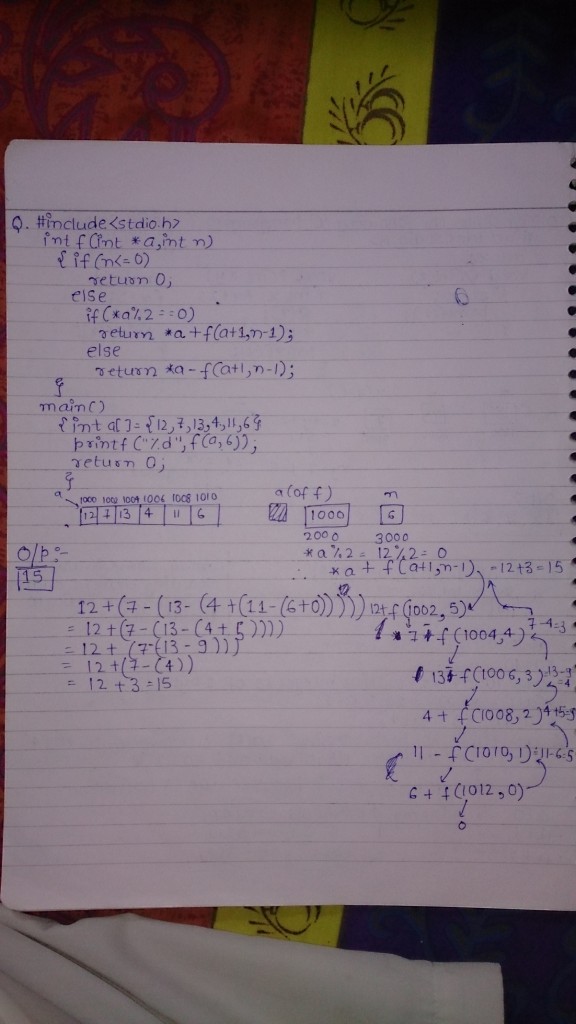 Q. #include<stdio.h>
int f(int *a,int n)
{ if(n<=0)
return 0;
else
if(*a%2==0)
return *a+f(a+1,n-1);
else
return *a-f(a+1,n-1);
}
main()
{int a[]={12,7,13,4,11,6}
printf("%d",f(a,6));
return 0;
}
a
1000 1002 1004 1006 1008 1010
12 7 13 4 11 6
a(of f) n
1000 6
2000 3000
O/P:-
15
*a%2 = 12%2=0
∴ *a + f(a+1,n-1) =12+3=15
12+(7-(13-(4+(11-(6+0)))))
= 12+(7-(13-(4+5)))
= 12+(7-(13-9)))
= 12+(7-(4))
= 12+3=15
12+f(1002,5)
7-f(1004,4) 7-4=3
13-f(1006,3) =13-9=4
4+f(1008,2) 4+5=9
11-f(1010,1) =11-6=5
6+f(1012,0)
0